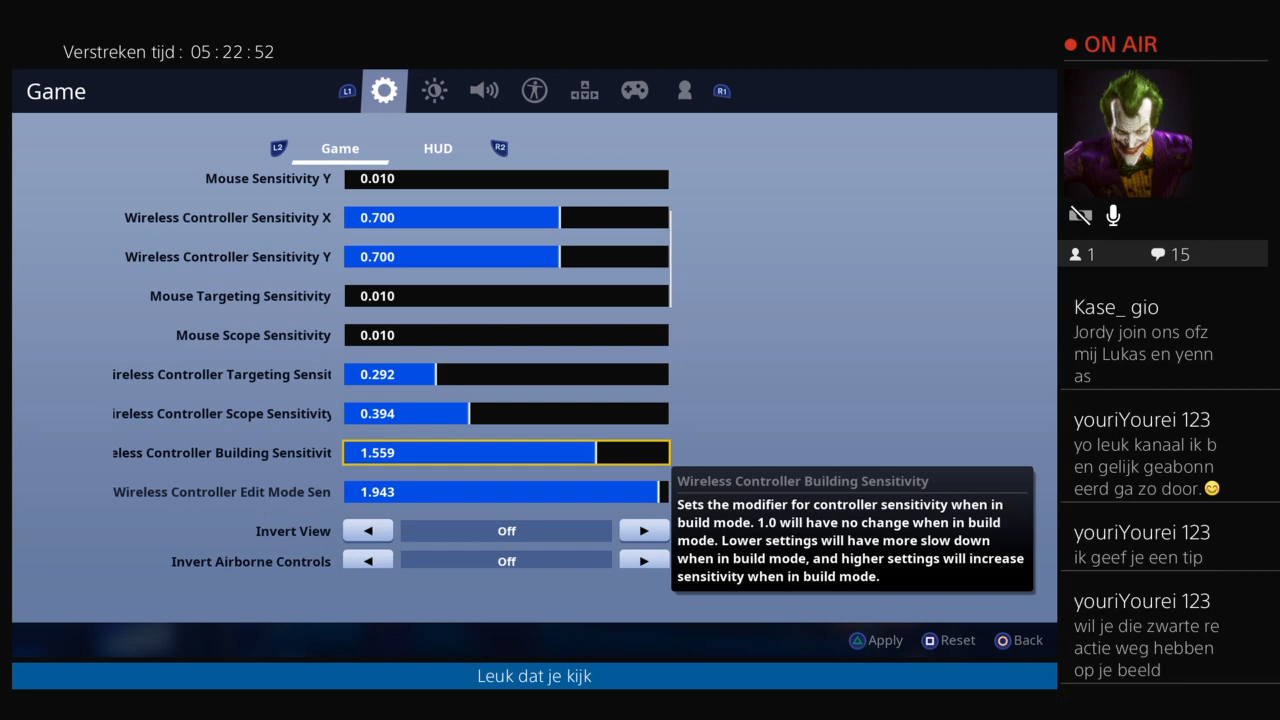 Verstreken tijd : 05 : 22 : 52
ON AIR
Game
L1
R1
L2
Game
HUD
R2
Mouse Sensitivity Y 0.010
Wireless Controller Sensitivity X 0.700
Wireless Controller Sensitivity Y 0.700
Mouse Targeting Sensitivity 0.010
Mouse Scope Sensitivity 0.010
ireless Controller Targeting Sensit 0.292
ireless Controller Scope Sensitivity 0.394
eless Controller Building Sensitivit 1.559
Wireless Controller Edit Mode Sen 1.943
Invert View Off
Invert Airborne Controls Off
Wireless Controller Building Sensitivity
Sets the modifier for controller sensitivity when in
build mode. 1.0 will have no change when in build
mode. Lower settings will have more slow down
when in build mode, and higher settings will increase
sensitivity when in build mode.
Apply Reset Back
Leuk dat je kijk
1 15
Kase_ gio
Jordy join ons ofz
mij Lukas en yenn
as
youriYourei 123
yo leuk kanaal ik b
en gelijk geabonn
eerd ga zo door.😊
youriYourei 123
ik geef je een tip
youriYourei 123
wil je die zwarte re
actie weg hebben
op je beeld